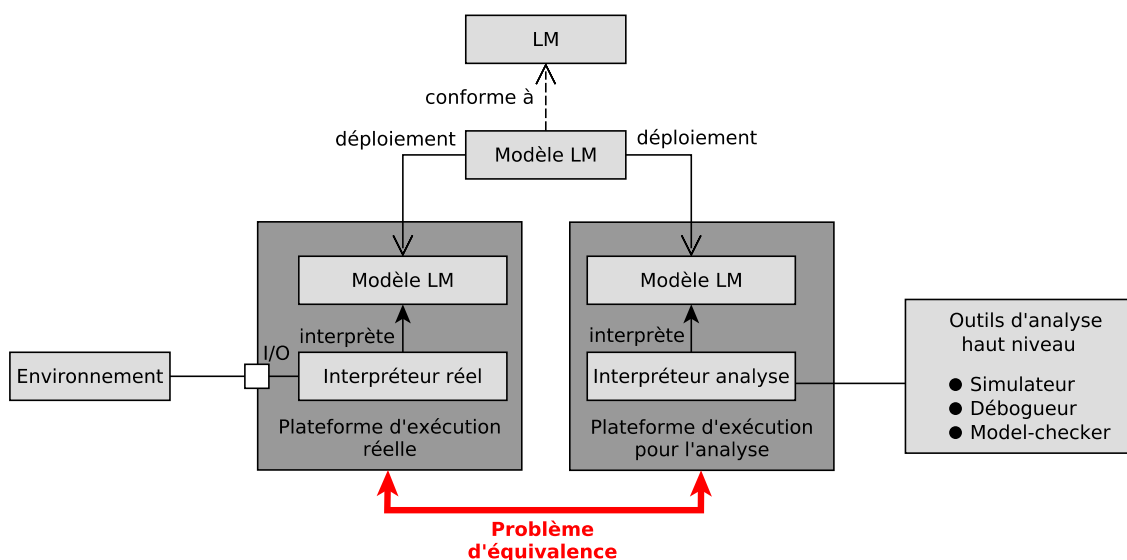 LM
conforme à
déploiement
déploiement
Modèle LM
Modèle LM
Modèle LM
interprète
interprète
I/O
Environnement
Interpréteur réel
Interpréteur analyse
Plateforme d'exécution
réelle
Plateforme d'exécution
pour l'analyse
Outils d'analyse
haut niveau
● Simulateur
● Débogueur
● Model-checker
Problème
d'équivalence